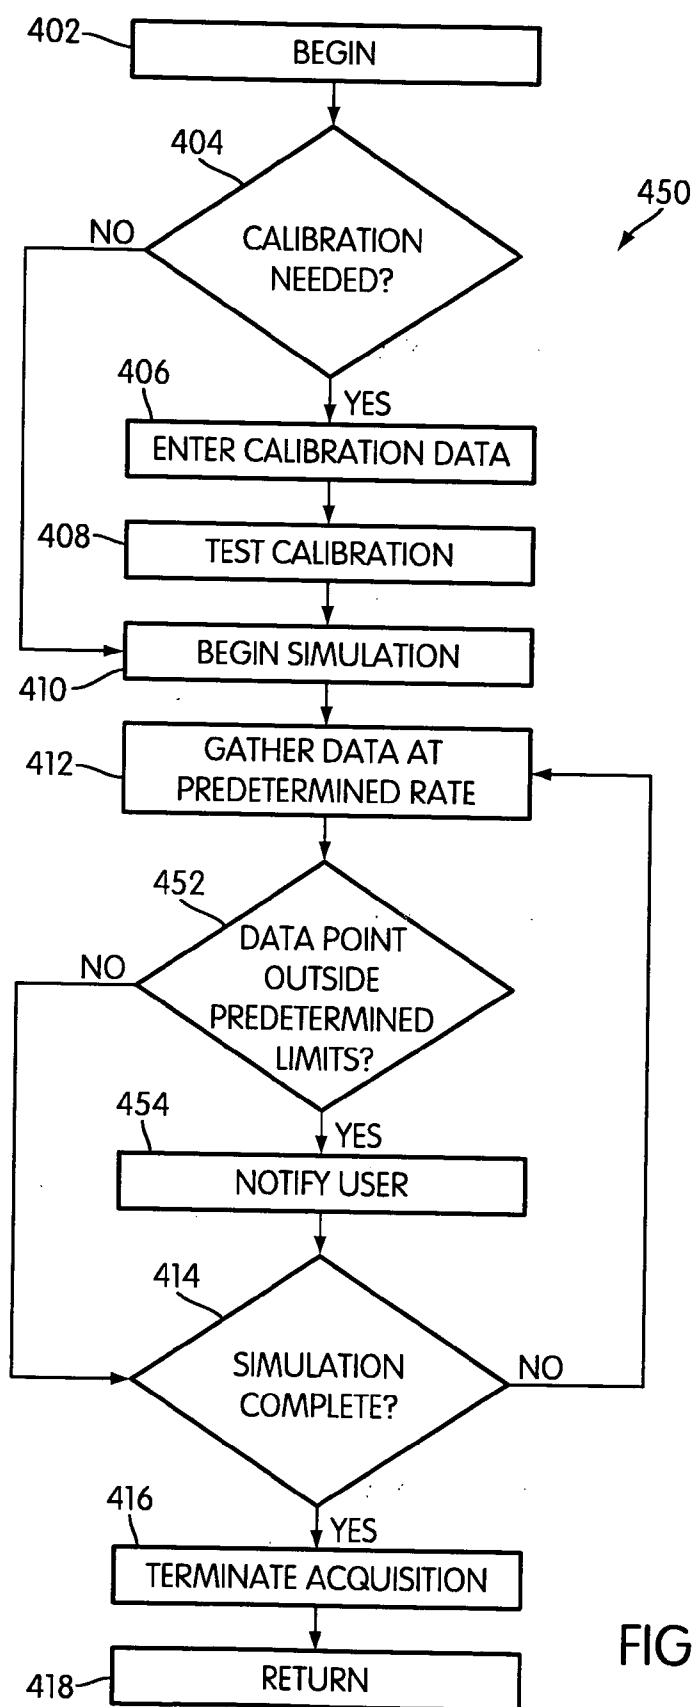 402
BEGIN
404
450
NO
CALIBRATION
NEEDED?
406
YES
ENTER CALIBRATION DATA
408
TEST CALIBRATION
BEGIN SIMULATION
410
412
GATHER DATA AT
PREDETERMINED RATE
452
NO
DATA POINT
OUTSIDE
PREDETERMINED
LIMITS?
454
YES
NOTIFY USER
414
SIMULATION
COMPLETE?
NO
416
YES
TERMINATE ACQUISITION
FIG
418
RETURN